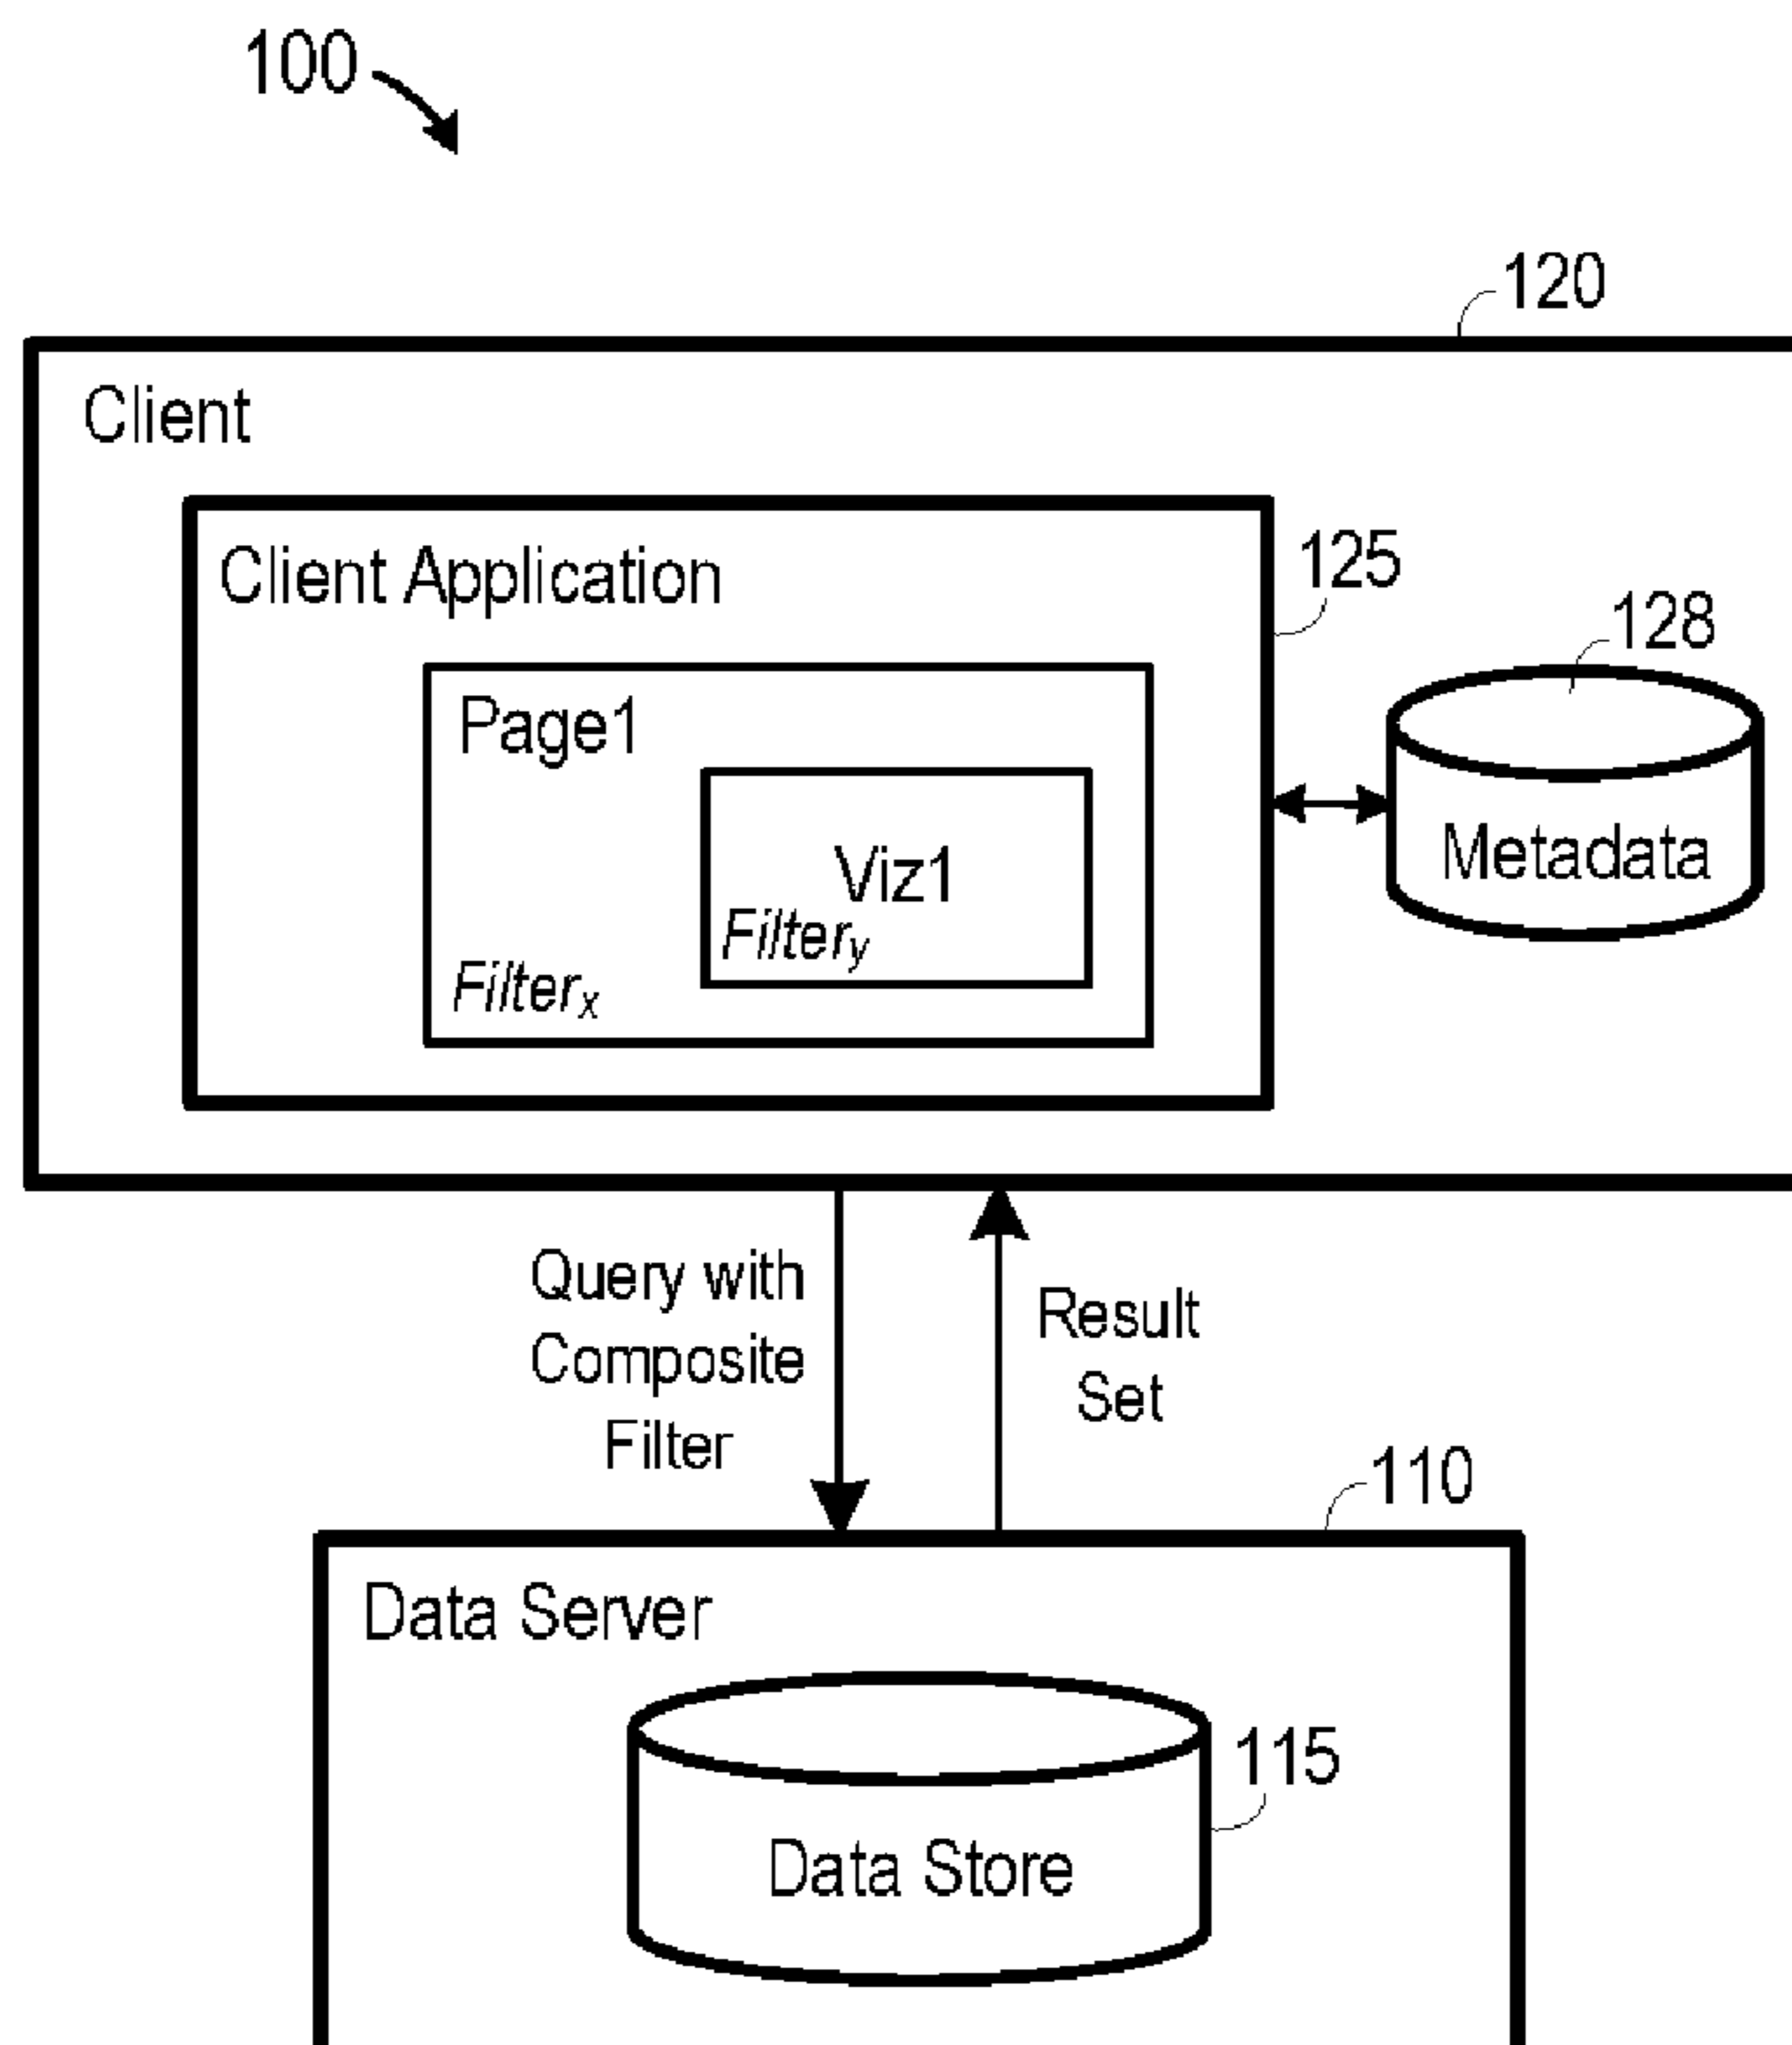 100
120
Client
Client Application
125
128
Page1
Viz1
Filtery
Filterx
Metadata
Query with
Composite
Filter
Result
Set
110
Data Server
115
Data Store